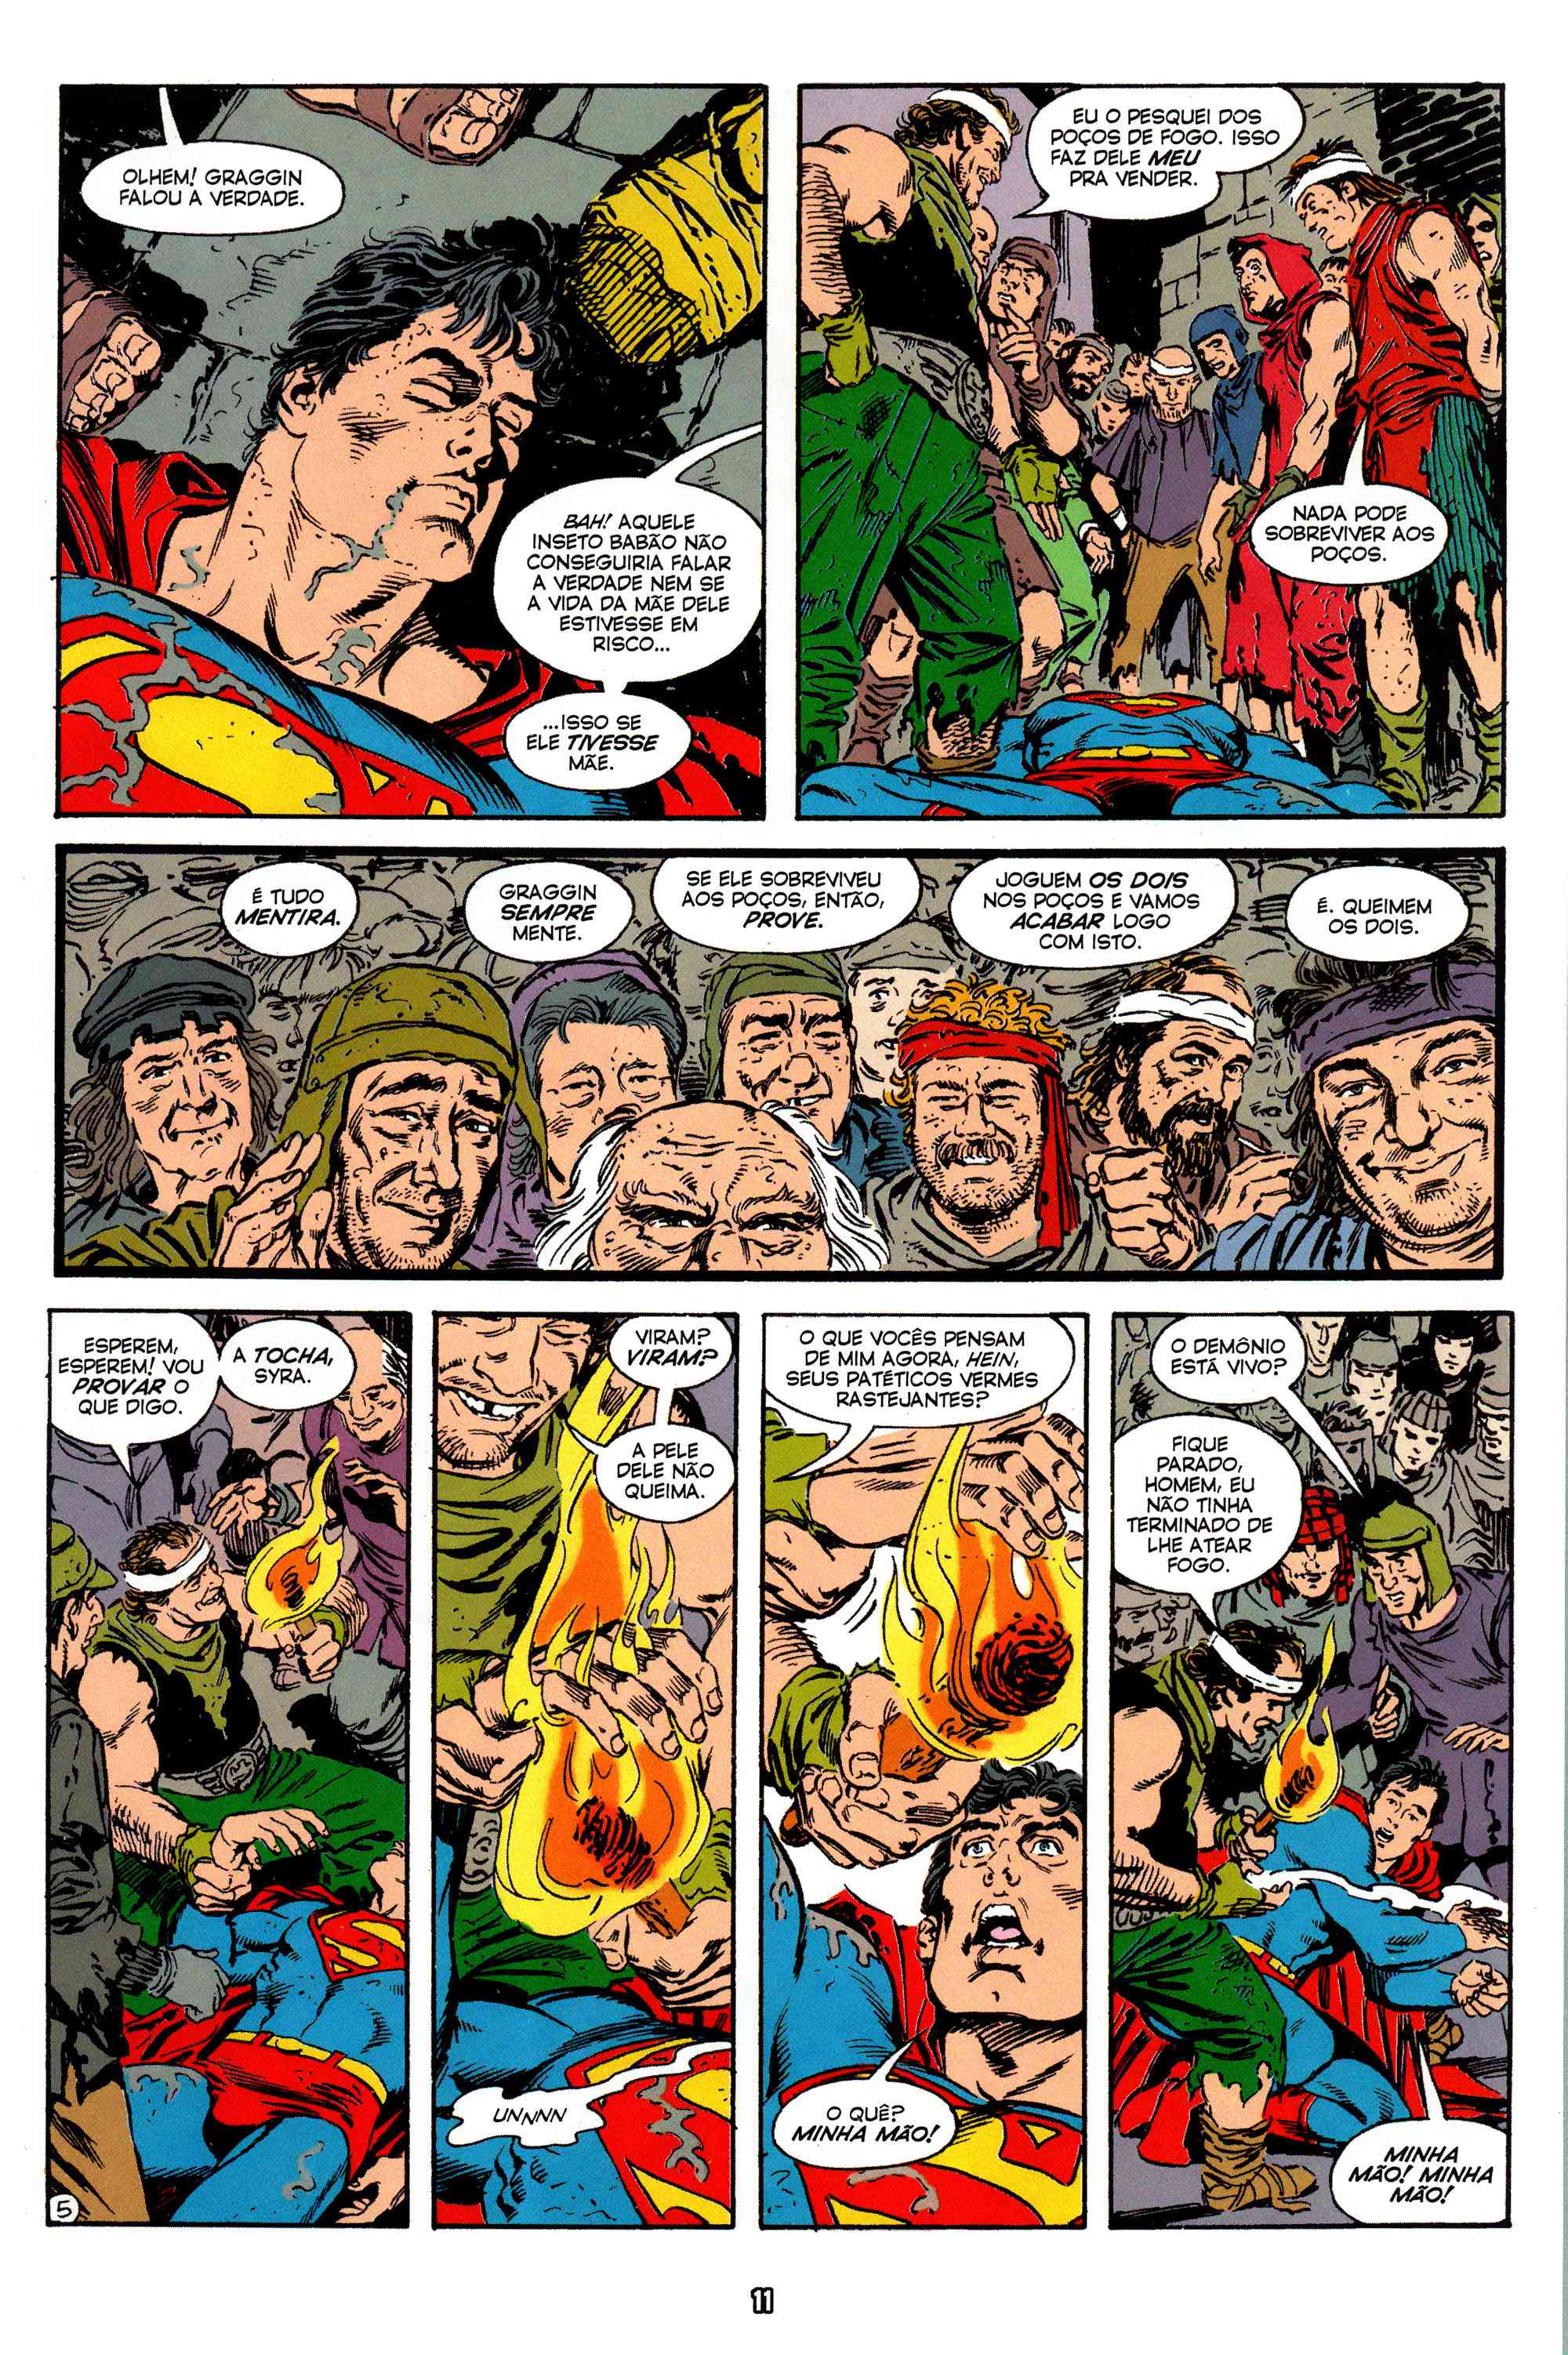 OLHEM! GRAGGIN
FALOU A VERDADE.
BAH! AQUELE
INSETO BABÃO NÃO
CONSEGUIRIA FALAR
A VERDADE NEM SE
A VIDA DA MÃE DELE
ESTIVESSE EM
RISCO...
...ISSO SE
ELE TIVESSE
MÃE.
EU O PESQUEI DOS
POÇOS DE FOGO. ISSO
FAZ DELE MEU
PRA VENDER.
NADA PODE
SOBREVIVER AOS
POÇOS.
É TUDO
MENTIRA.
GRAGGIN
SEMPRE
MENTE.
SE ELE SOBREVIVEU
AOS POÇOS, ENTÃO,
PROVE.
JOGUEM OS DOIS
NOS POÇOS E VAMOS
ACABAR LOGO
COM ISTO.
É. QUEIMEM
OS DOIS.
ESPEREM,
ESPEREM! VOU
PROVAR O
QUE DIGO.
A TOCHA,
SYRA.
5
VIRAM?
VIRAM?
A PELE
DELE NÃO
QUEIMA.
UNNNNN
O QUE VOCÊS PENSAM
DE MIM AGORA, HEIN,
SEUS PATÉTICOS VERMES
RASTEJANTES?
O QUÊ?
MINHA MÃO!
O DEMÔNIO
ESTÁ VIVO?
FIQUE
PARADO,
HOMEM, EU
NÃO TINHA
TERMINADO DE
LHE ATEAR
FOGO.
MINHA
MÃO! MINHA
MÃO!
11